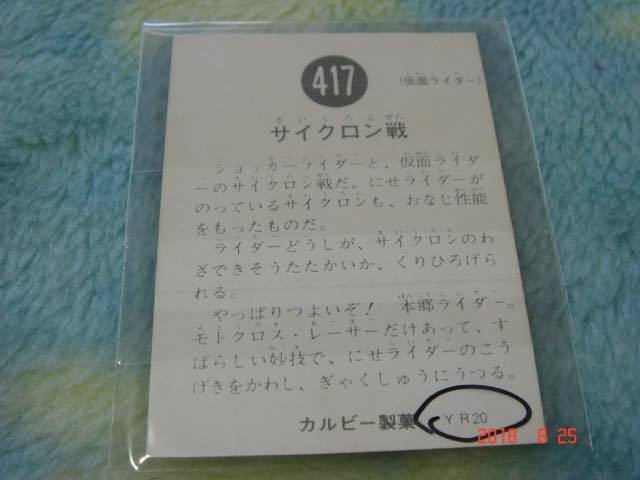 417
(仮面ライダー)
サイクロン戦
ショッカーライダーと、仮面ライダ
ーのサイクロン戦だ。にせライダーが
のっているサイクロンも、おなじ性能
をもったものだ。
ライダーどうしが、サイクロンのわ
ざできそうたたかいか、くりひろげら
れる。
やっぱりつよいぞ! 本郷ライダー。
モトクロス・レーサーだけあって、す
ばらしい妙技で、にせライダーのこう
げきをかわし、ぎゃくしゅうにうつる。
カルビー製菓 YR20
2018 8 25